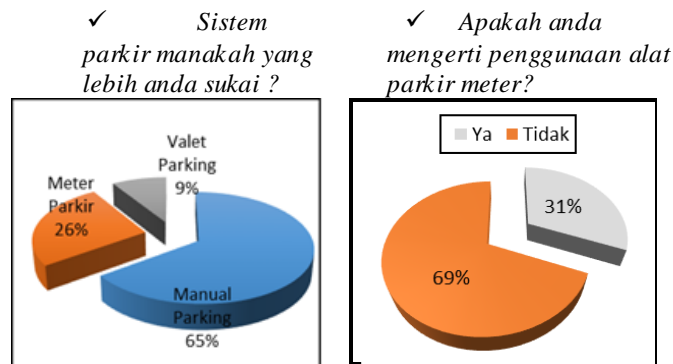 ✓ Sistem
parkir manakah yang
lebih anda sukai ?
Valet
Parking
9%
Meter
Parkir
26%
Manual
Parking
65%
✓ Apakah anda
mengerti penggunaan alat
parkir meter?
Ya Tidak
31%
69%